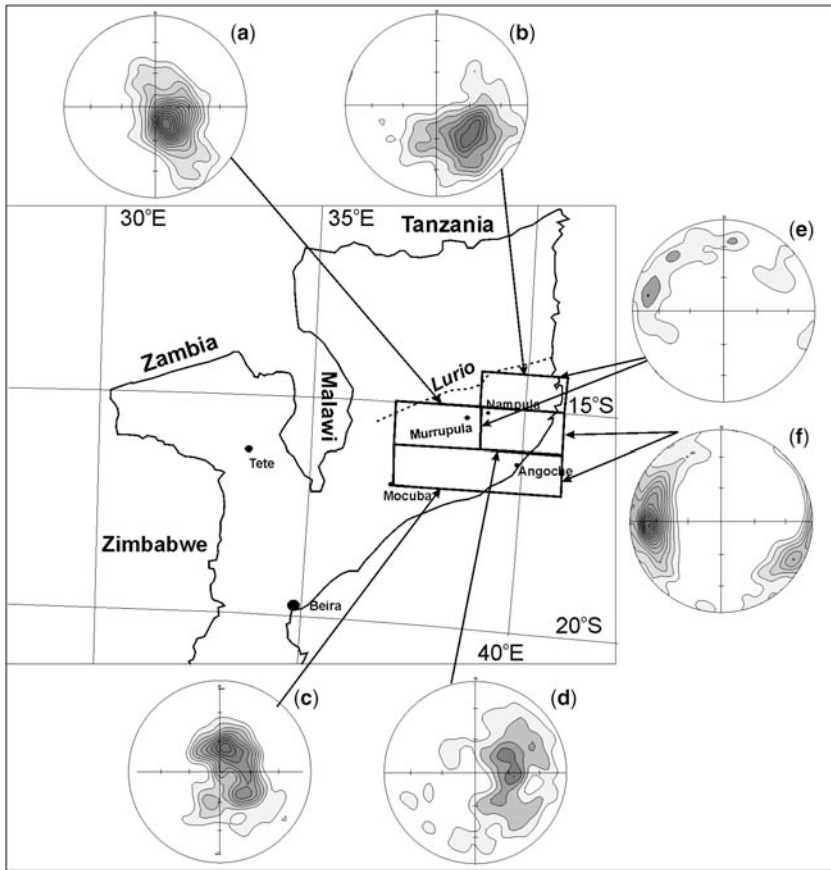 (a)
(b)
30°E
35°E
Tanzania
(e)
Zambia
Malawi
Lurio
15°S
Nampula
Murrupula
Tete
Angoche
(f)
Mocuba
Zimbabwe
Beira
20°S
40°E
(c)
(d)